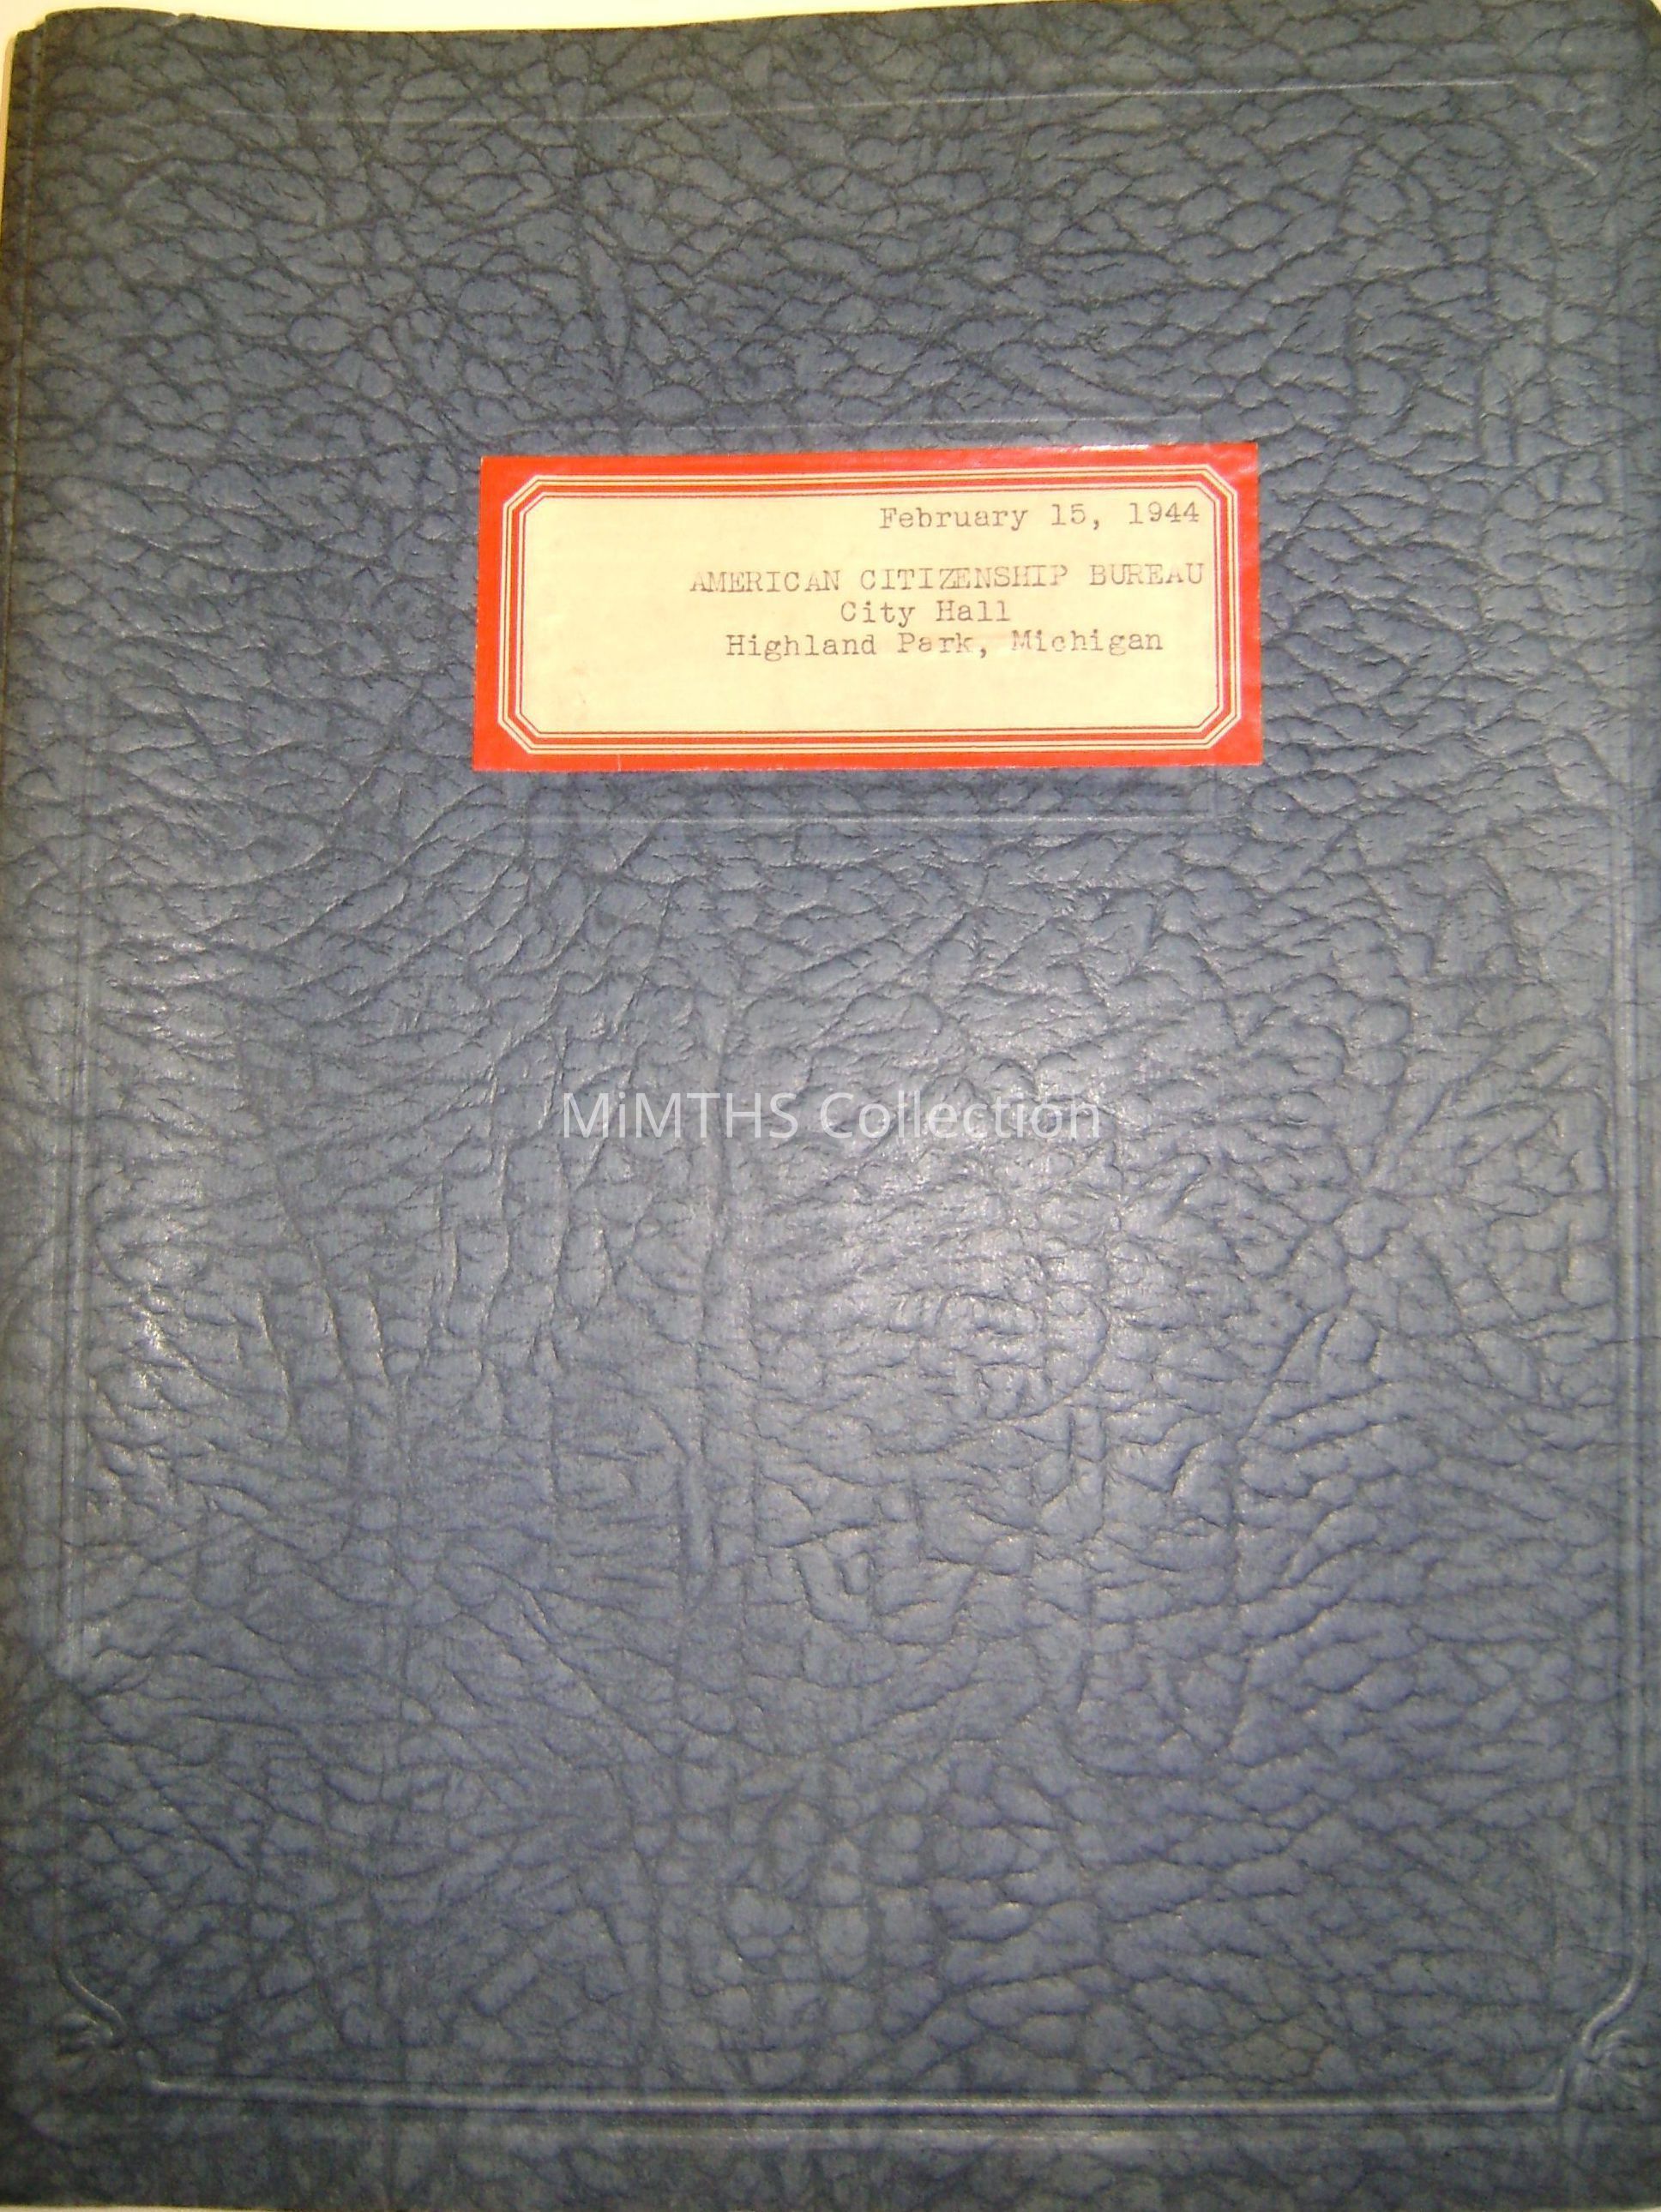 February 15, 1944
AMERICAN CITIZENSHIP BUREAU
City Hall
Highland Park, Michigan
MiMTHS Collection